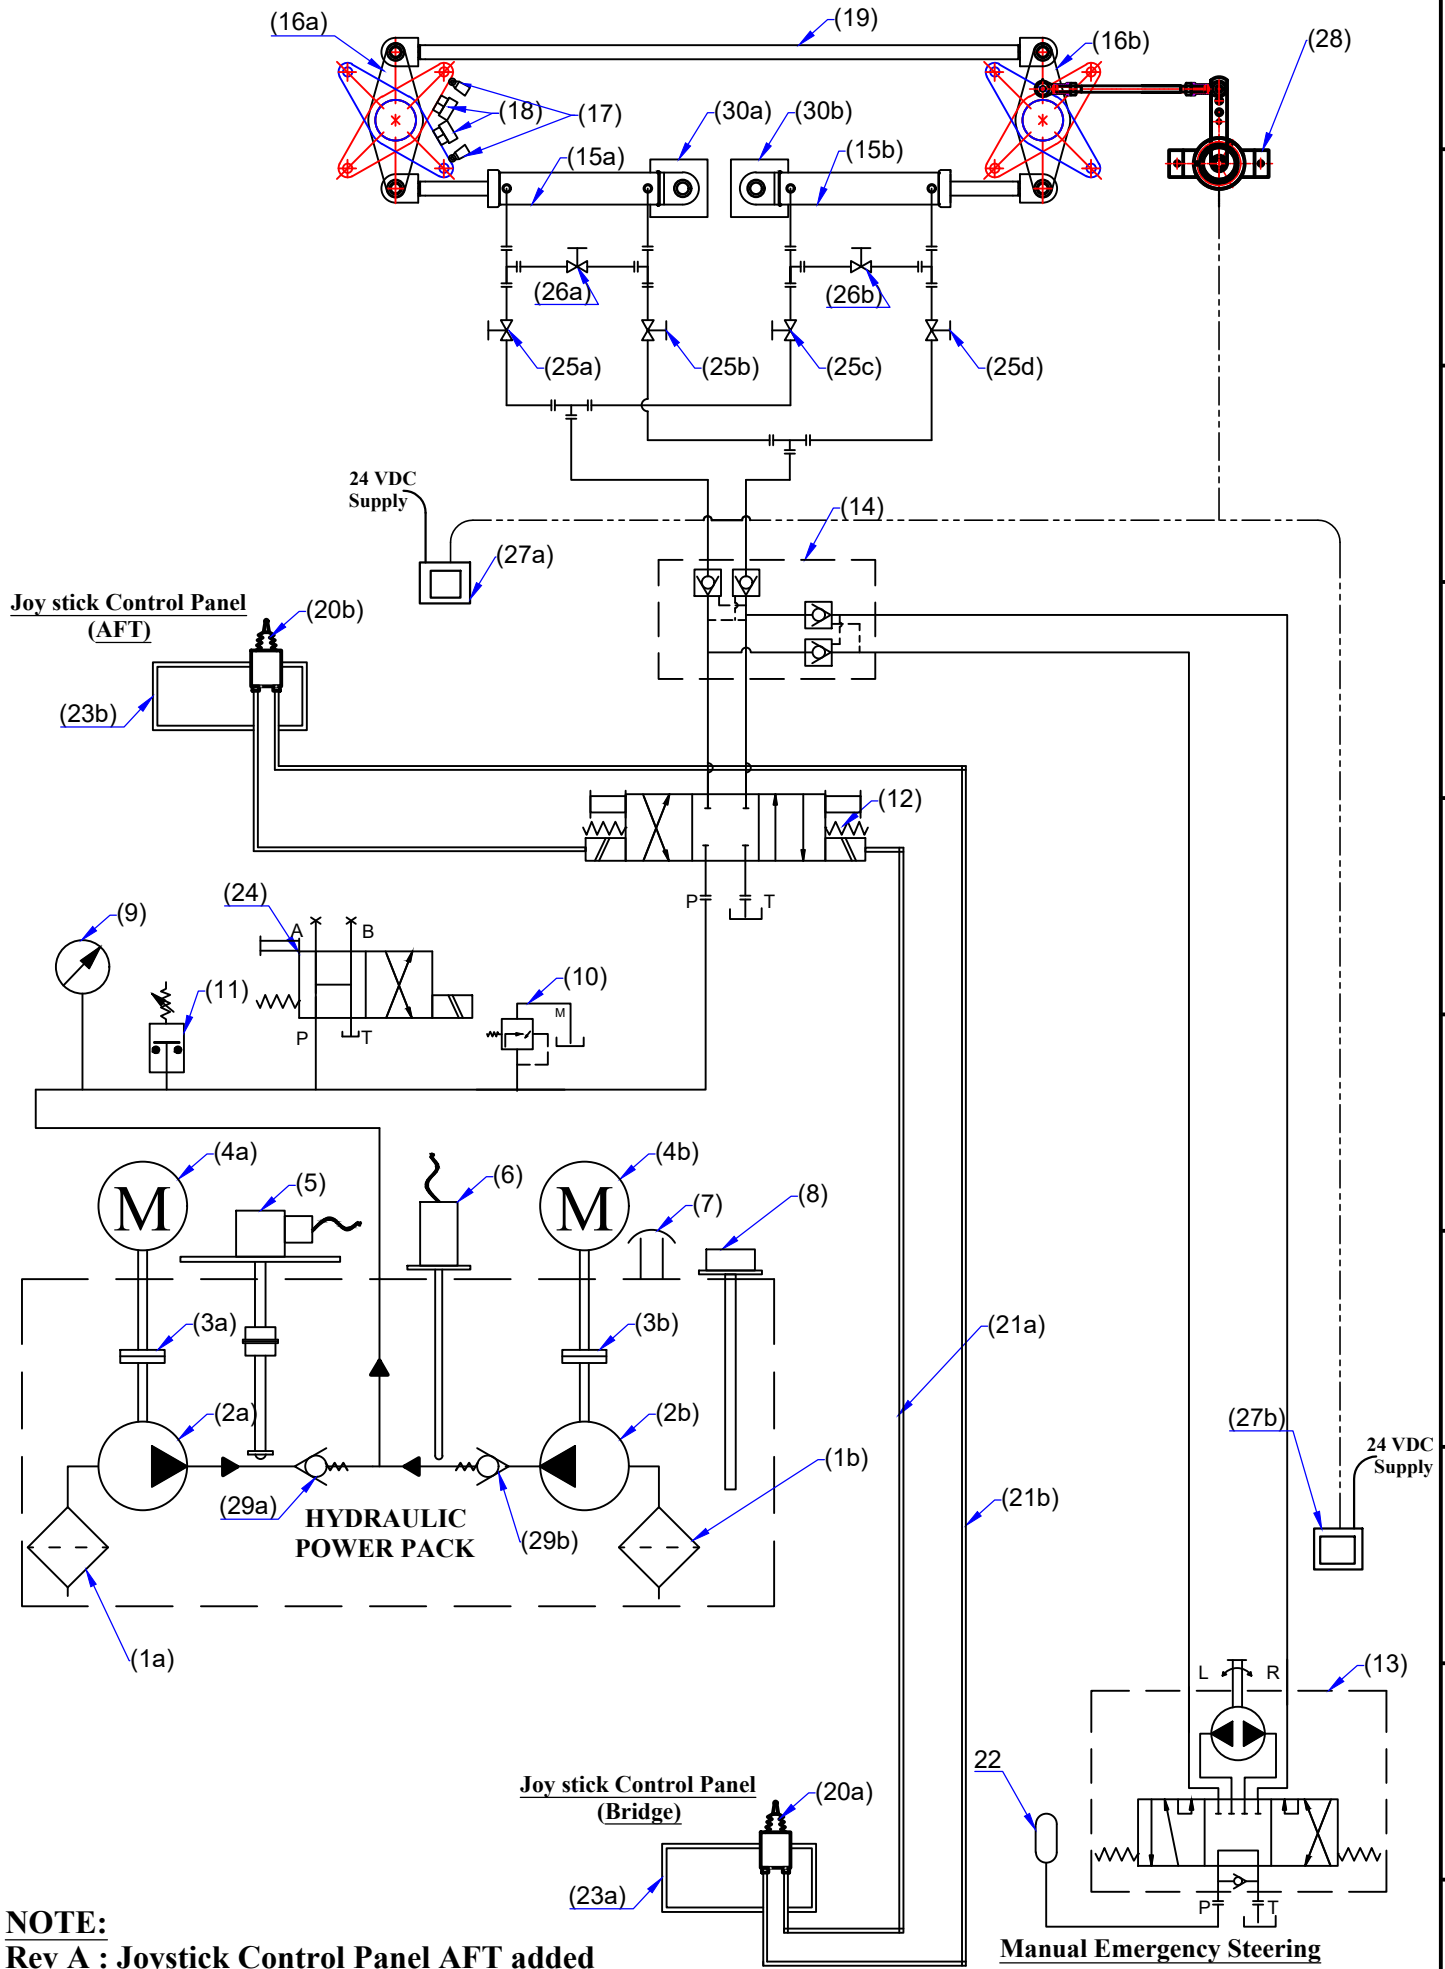 (16a)
(19)
(16b)
(28)
(18)
(17)
(30a)
(30b)
(15a)
(15b)
(26a)
(26b)
(25a)
(25b)
(25c)
(25d)
24 VDC
Supply
(14)
(27a)
Joy stick Control Panel
(AFT)
(20b)
(23b)
(12)
(24)
(9)
A
B
P
T
(11)
(10)
M
P
T
(4a)
(5)
(6)
(4b)
(7)
(8)
M
M
(3a)
(3b)
(21a)
(2a)
(2b)
(27b)
24 VDC
Supply
(1b)
(29a)
HYDRAULIC
POWER PACK
(29b)
(21b)
(1a)
L
R
(13)
Joy stick Control Panel
(Bridge)
(20a)
22
(23a)
P
T
NOTE:
Rev A : Joystick Control Panel AFT added
Manual Emergency Steering